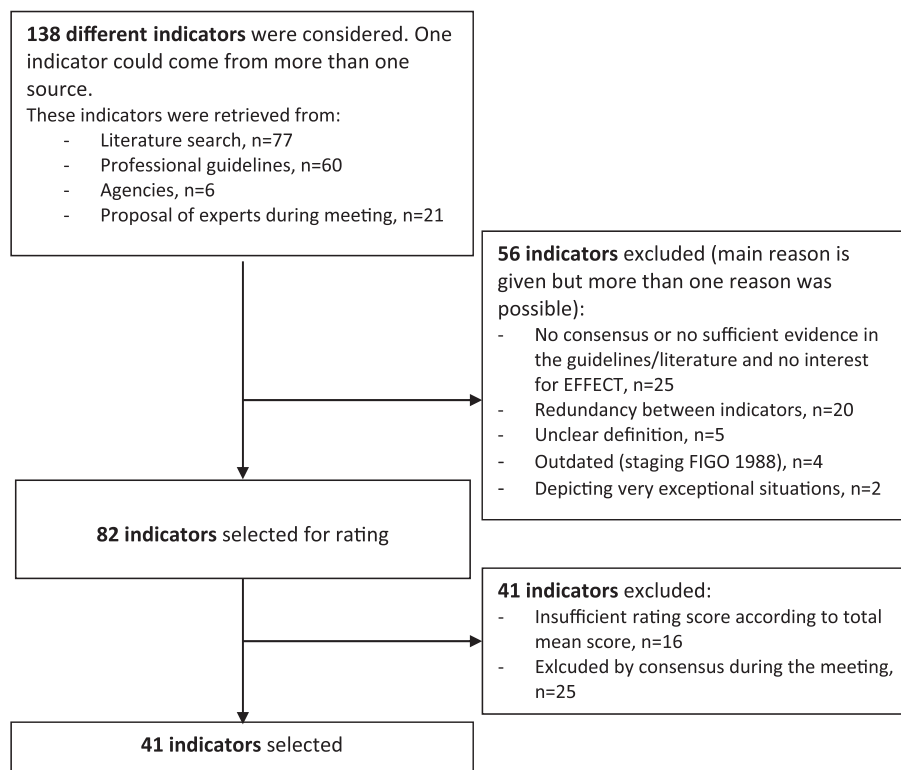 138 different indicators were considered. One
indicator could come from more than one
source.
These indicators were retrieved from:
- Literature search, n=77
- Professional guidelines, n=60
- Agencies, n=6
- Proposal of experts during meeting, n=21
56 indicators excluded (main reason is
given but more than one reason was
possible):
- No consensus or no sufficient evidence in
the guidelines/literature and no interest
for EFFECT, n=25
- Redundancy between indicators, n=20
- Unclear definition, n=5
- Outdated (staging FIGO 1988), n=4
- Depicting very exceptional situations, n=2
82 indicators selected for rating
41 indicators excluded:
- Insufficient rating score according to total
mean score, n=16
- Exlcuded by consensus during the meeting,
n=25
41 indicators selected